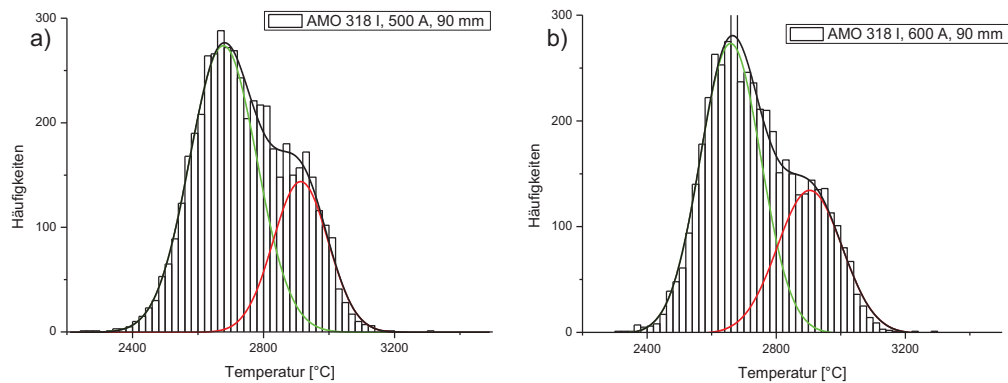 a)
AMO 318 I, 500 A, 90 mm
300
200
100
0
Häufigkeiten
2400 2800 3200
Temperatur [°C]
b)
AMO 318 I, 600 A, 90 mm
300
200
100
0
Häufigkeiten
2400 2800 3200
Temperatur [°C]